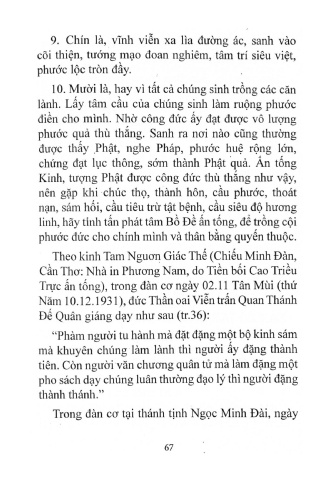 9. Chín là, vĩnh viễn xa lìa đường ác, sanh vào
cõi thiện, tướng mạo đoan nghiêm, tâm trí siêu việt,
phước lộc tròn đầy.
10. Mười là, hay vì tất cả chúng sinh trồng các căn
lành. Lấy tâm cầu của chúng sinh làm ruộng phước
điền cho mình. Nhờ công đức ấy đạt được vô lượng
phước quả thù thắng. Sanh ra nơi nào cũng thường
được thấy Phật, nghe Pháp, phước huệ rộng lớn,
chứng đạt lục thông, sớm thành Phật quả. Ấn tống
Kinh, tượng Phật được công đức thù thắng như vậy,
nên gặp khi chúc thọ, thành hôn, cầu phước, thoát
nạn, sám hối, cầu tiêu trừ tật bệnh, cầu siêu độ hương
linh, hãy tinh tấn phát tâm Bồ Đề ấn tống, để trồng cội
phước đức cho chính mình và thân bằng quyến thuộc.
Theo kinh Tam Nguơn Giác Thế (Chiếu Minh Đàn,
Cần Thơ: Nhà in Phương Nam, do Tiền bối Cao Triều
Trực ấn tống), trong đàn cơ ngày 02.11 Tân Mùi (thứ
Năm 10.12.1931), đức Thần oai Viễn trấn Quan Thánh
Đế Quân giáng dạy như sau (tr.36):
“Phàm người tu hành mà đặt đặng một bộ kinh sám
mà khuyên chúng làm lành thì người ấy đặng thành
tiên. Còn người văn chương quân tử mà làm đặng một
pho sách dạy chúng luân thường đạo lý thì người đặng
thành thánh.”
Trong đàn cơ tại thánh tịnh Ngọc Minh Đài, ngày
67